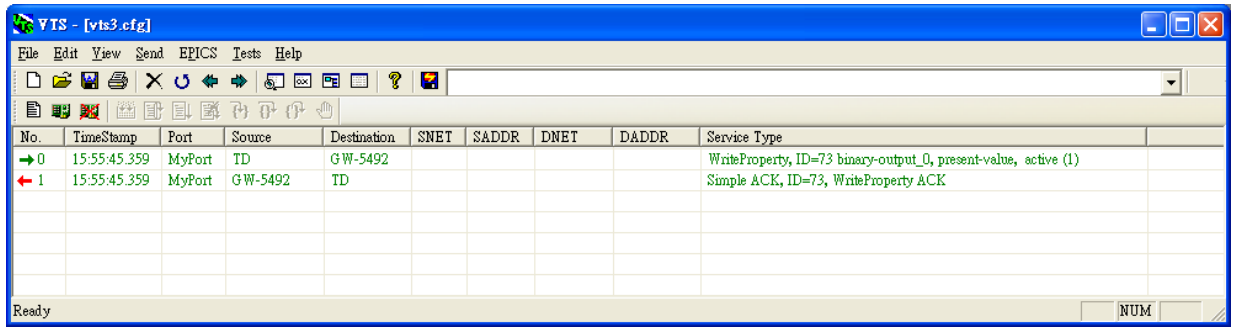 VTS - [vts3.cfg]
File Edit View Send EPICS Tests Help
No. TimeStamp Port Source Destination SNET SADDR DNET DADDR Service Type
0 15:55:45.359 MyPort TD GW-5492 WriteProperty, ID=73 binary-output_0, present-value, active (1)
1 15:55:45.359 MyPort GW-5492 TD Simple ACK, ID=73, WriteProperty ACK
Ready NUM